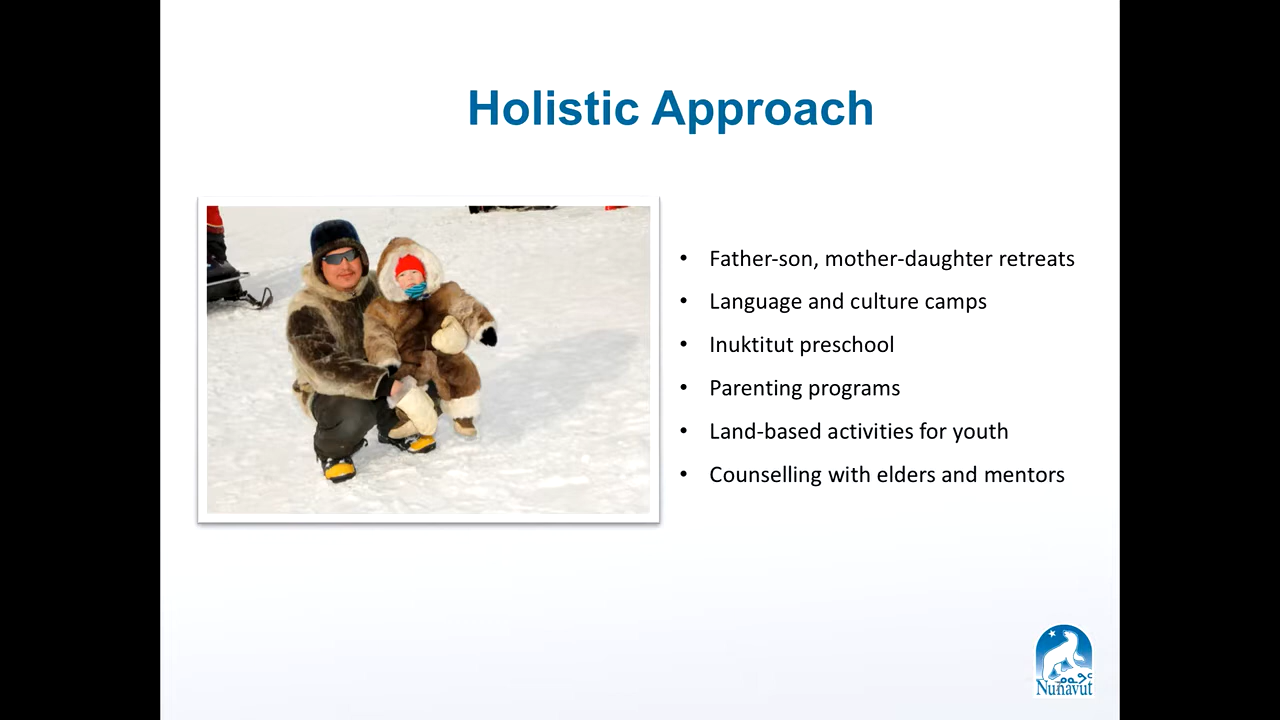 Holistic Approach
• Father-son, mother-daughter retreats
• Language and culture camps
• Inuktitut preschool
• Parenting programs
• Land-based activities for youth
• Counselling with elders and mentors
ᓄᓇᕗᑦ
Nunavut